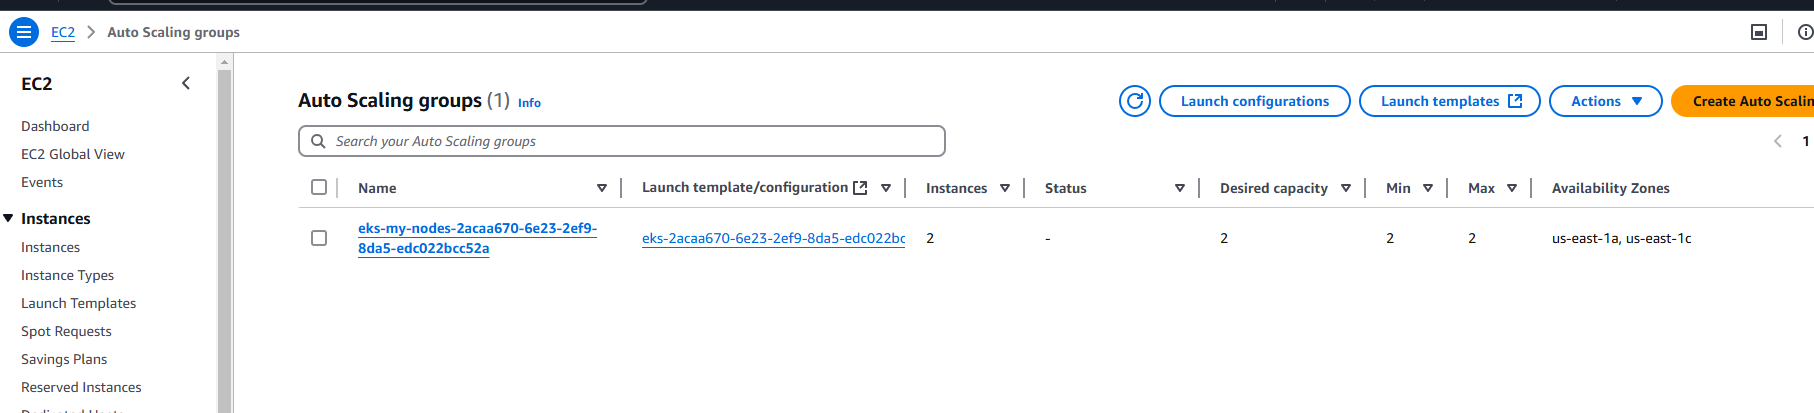 EC2 > Auto Scaling groups
EC2
Dashboard
EC2 Global View
Events
Instances
Instances
Instance Types
Launch Templates
Spot Requests
Savings Plans
Reserved Instances
Auto Scaling groups (1) Info
Launch configurations
Launch templates
Actions
Create Auto Scalin
Search your Auto Scaling groups
1
Name
Launch template/configuration
Instances
Status
Desired capacity
Min
Max
Availability Zones
eks-my-nodes-2acaa670-6e23-2ef9-
8da5-edc022bcc52a
eks-2acaa670-6e23-2ef9-8da5-edc022bc
2
-
2
2
2
us-east-1a, us-east-1c